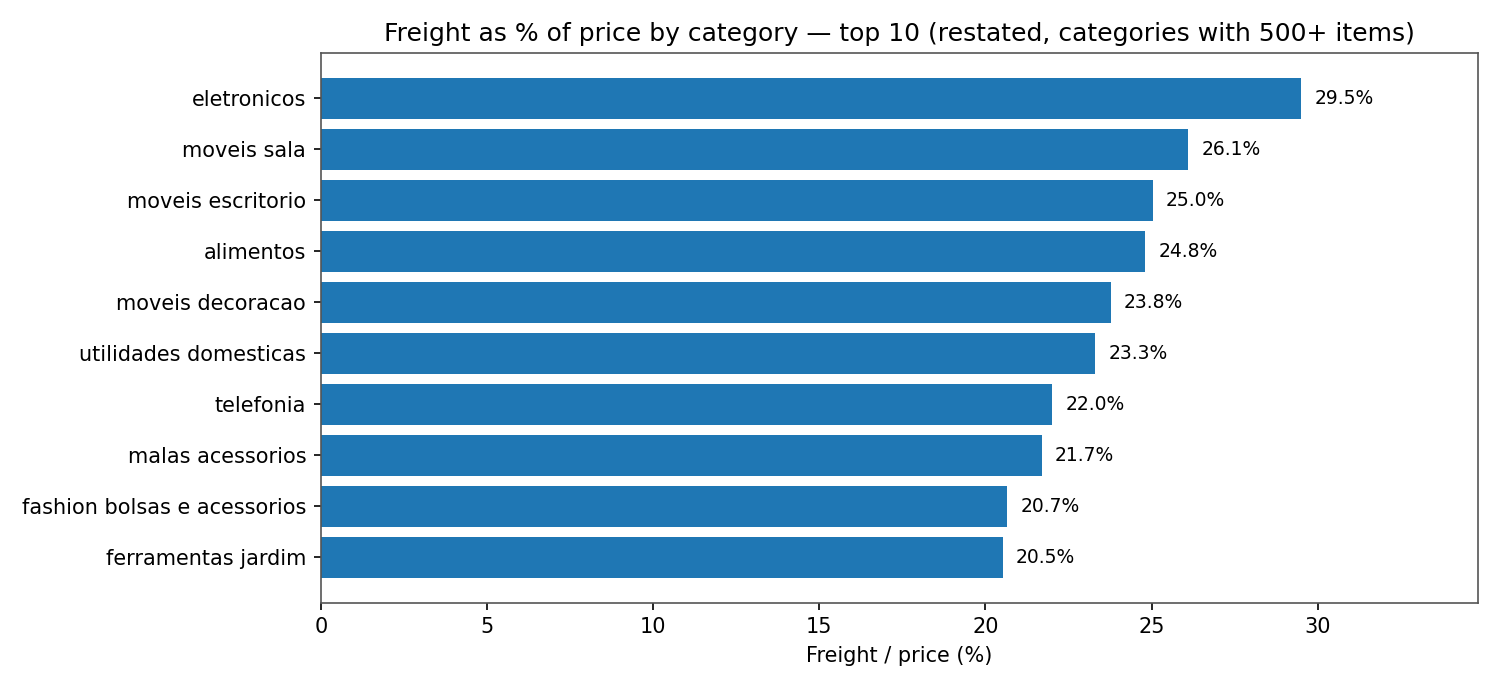 Freight as % of price by category — top 10 (restated, categories with 500+ items)
eletronicos 29.5%
moveis sala 26.1%
moveis escritorio 25.0%
alimentos 24.8%
moveis decoracao 23.8%
utilidades domesticas 23.3%
telefonia 22.0%
malas acessorios 21.7%
fashion bolsas e acessorios 20.7%
ferramentas jardim 20.5%
0 5 10 15 20 25 30
Freight / price (%)